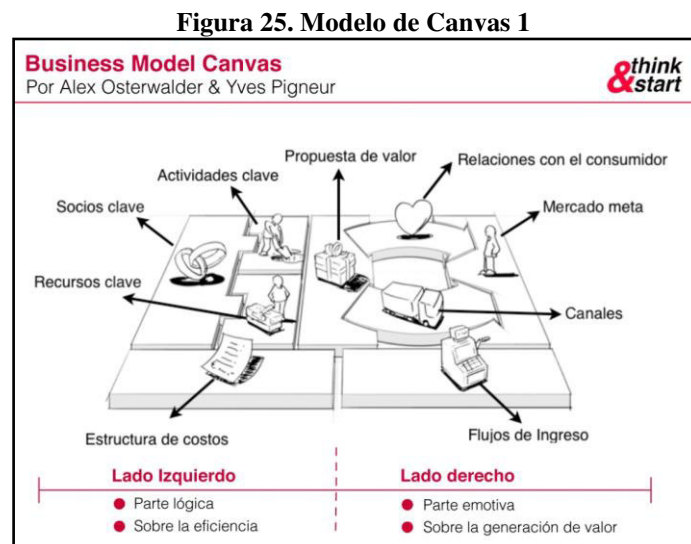 Figura 25. Modelo de Canvas 1
Business Model Canvas
Por Alex Osterwalder & Yves Pigneur
&think
start
Propuesta de valor
Relaciones con el consumidor
Actividades clave
Socios clave
Mercado meta
Recursos clave
Canales
Estructura de costos
Flujos de Ingreso
Lado Izquierdo
● Parte lógica
● Sobre la eficiencia
Lado derecho
● Parte emotiva
● Sobre la generación de valor